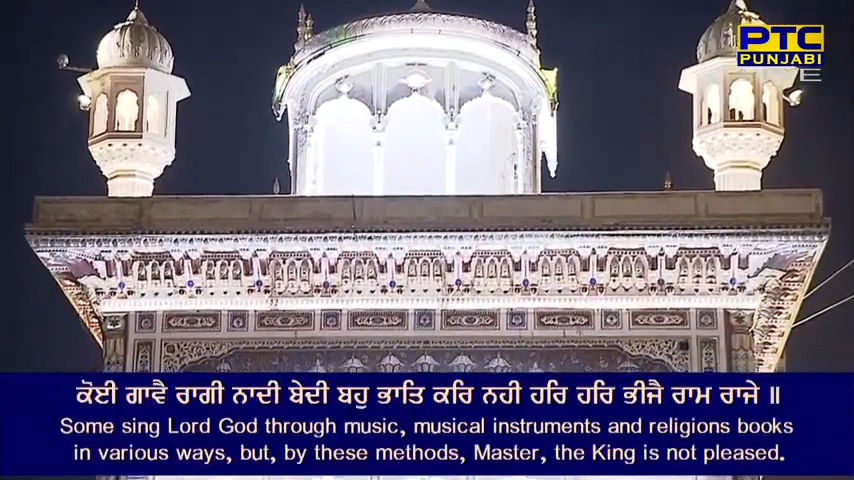 PTC
PUNJABI
ਕੋਈ ਗਾਵੈ ਰਾਗੀ ਨਾਦੀ ਬੇਦੀ ਬਹੁ ਭਾਤਿ ਕਰਿ ਨਹੀ ਹਰਿ ਹਰਿ ਭੀਜੈ ਰਾਮ ਰਾਜੇ ॥
Some sing Lord God through music, musical instruments and religions books
in various ways, but, by these methods, Master, the King is not pleased.